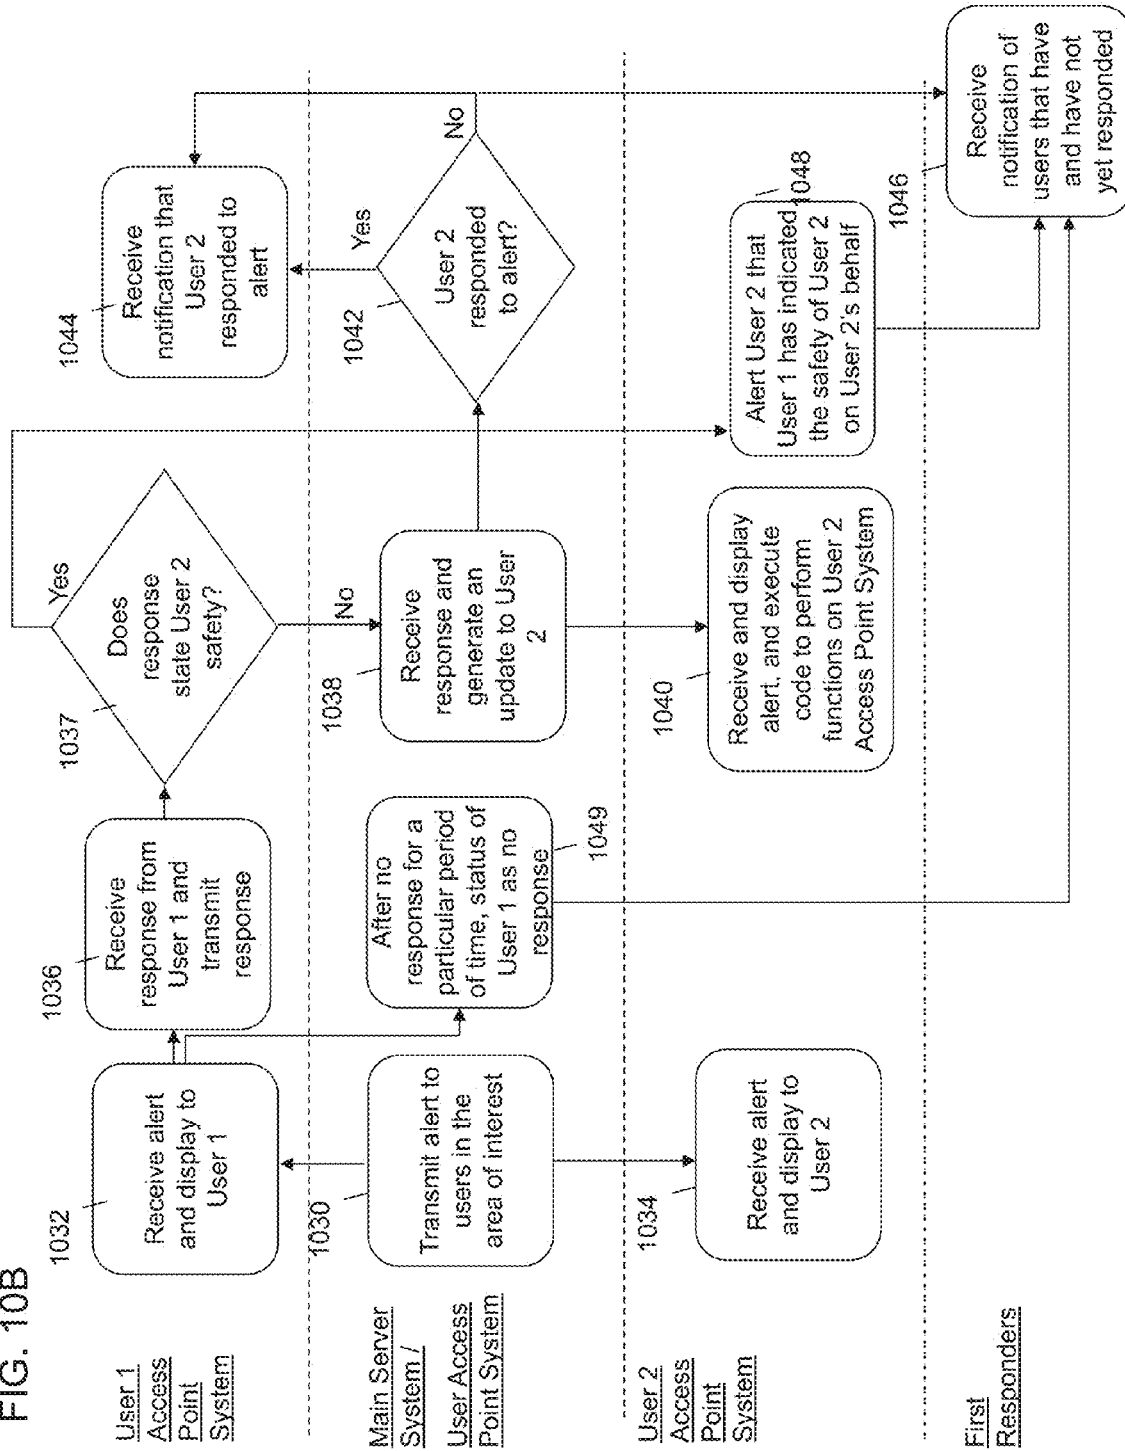 FIG. 10B
User 1
Access
Point
System
1032
Receive alert
and display to
User 1
1036
Receive
response from
User 1 and
transmit
response
1037
Does
response
state User 2
safety?
Yes
No
1044
Receive
notification that
User 2
responded to
alert
Main Server
System /
User Access
Point System
1030
Transmit alert to
users in the
area of interest
After no
response for a
particular period
of time, status of
User 1 as no
response
1049
1038
Receive
response and
generate an
update to User
2
1042
User 2
responded
to alert?
Yes
No
User 2
Access
Point
System
1034
Receive alert
and display to
User 2
1040
Receive and display
alert, and execute
code to perform
functions on User 2
Access Point System
Alert User 2 that
User 1 has indicated
the safety of User 2
on User 2's behalf
1048
First
Responders
1046
Receive
notification of
users that have
and have not
yet responded